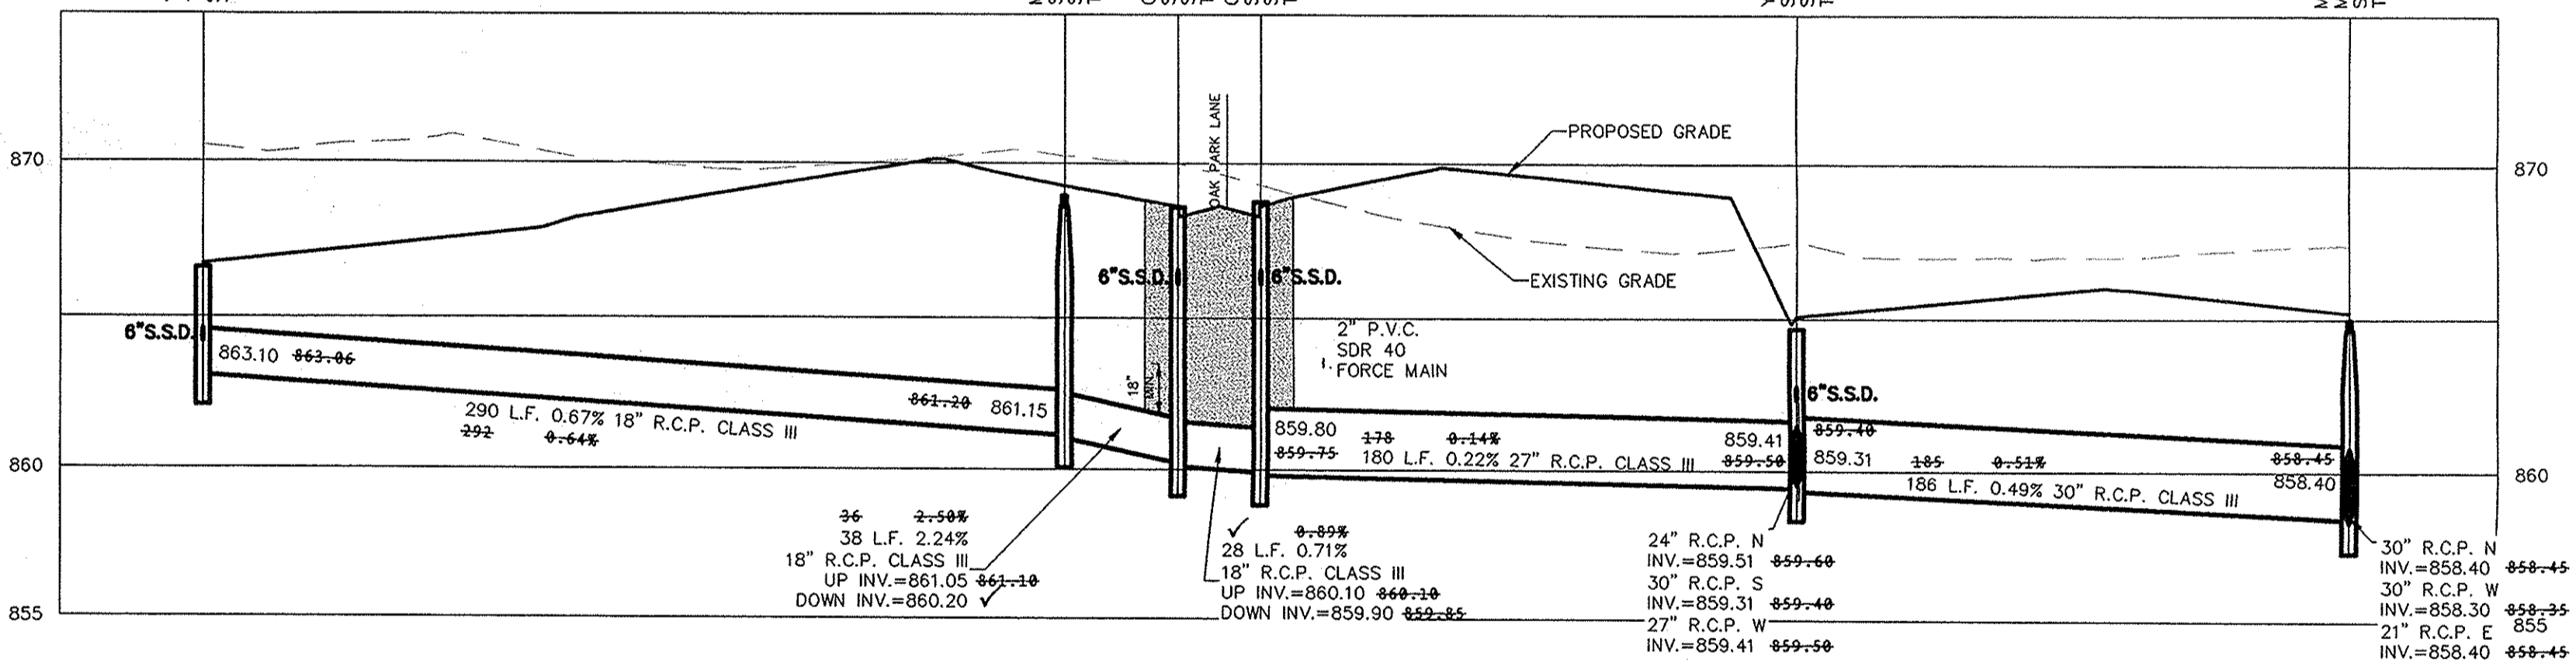 OAK PARK LANE
PROPOSED GRADE
870
870
EXISTING GRADE
6"S.S.D.
6"S.S.D.
6"S.S.D.
6"S.S.D.
2" P.V.C.
SDR 40
FORCE MAIN
18"
MIN.
863.10 863.06
861.20 861.15
290 L.F. 0.67% 18" R.C.P. CLASS III
292 0.64%
859.80 178 0.14% 859.41
859.75 180 L.F. 0.22% 27" R.C.P. CLASS III 859.50
859.40
859.31 185 0.51% 858.45
186 L.F. 0.49% 30" R.C.P. CLASS III 858.40
860
860
36 2.50%
38 L.F. 2.24%
18" R.C.P. CLASS III
UP INV.=861.05 861.10
DOWN INV.=860.20 ✓
✓ 0.89%
28 L.F. 0.71%
18" R.C.P. CLASS III
UP INV.=860.10 860.10
DOWN INV.=859.90 859.85
24" R.C.P. N
INV.=859.51 859.60
30" R.C.P. S
INV.=859.31 859.40
27" R.C.P. W
INV.=859.41 859.50
30" R.C.P. N
INV.=858.40 858.45
30" R.C.P. W
INV.=858.30 858.35
21" R.C.P. E
INV.=858.40 858.45
855
855